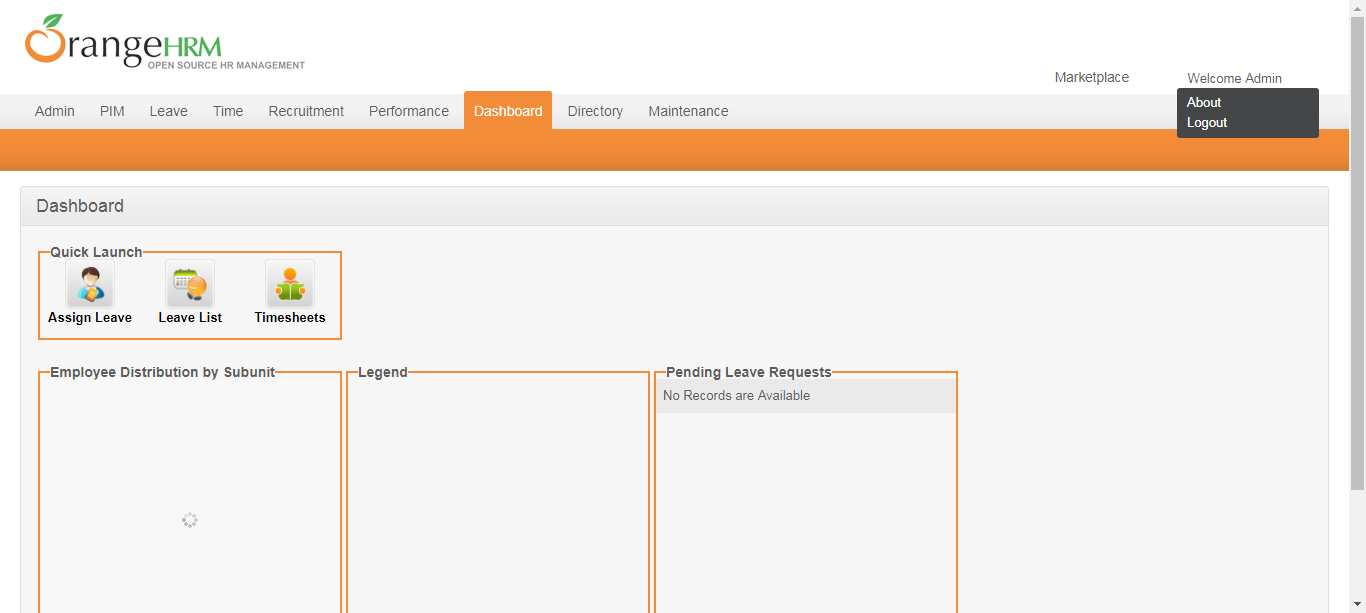 OrangeHRM
OPEN SOURCE HR MANAGEMENT
Marketplace
Welcome Admin
Admin PIM Leave Time Recruitment Performance Dashboard Directory Maintenance
About
Logout
Dashboard
Quick Launch
Assign Leave Leave List Timesheets
Employee Distribution by Subunit Legend Pending Leave Requests
No Records are Available